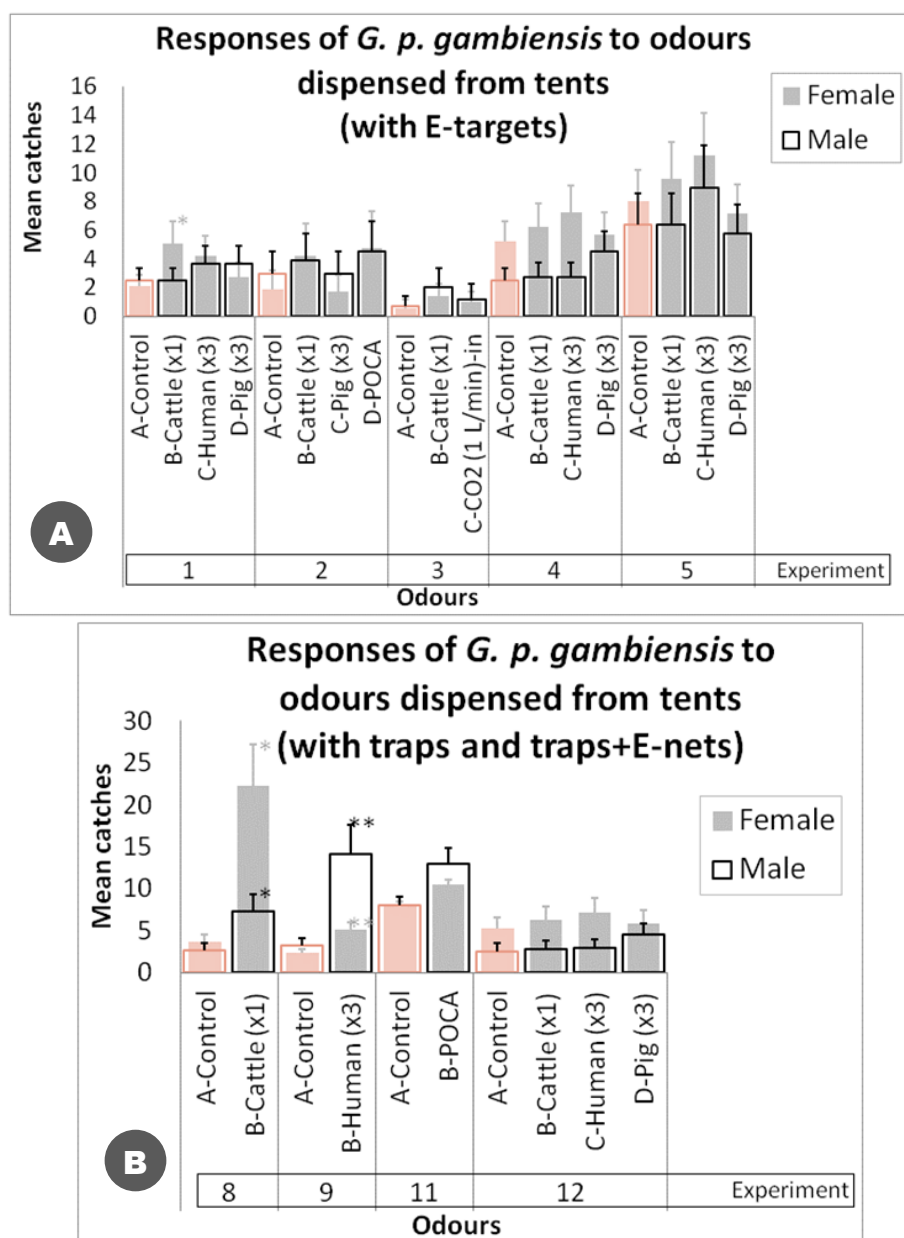 Responses of G. p. gambiensis to odours
dispensed from tents
(with E-targets)
Female
Male
Mean catches
16
14
12
10
8
6
4
2
0
A-Control
B-Cattle (x1)
C-Human (x3)
D-Pig (x3)
A-Control
B-Cattle (x1)
C-Pig (x3)
D-POCA
A-Control
B-Cattle (x1)
C-CO2 (1 L/min)-in
A-Control
B-Cattle (x1)
C-Human (x3)
D-Pig (x3)
A-Control
B-Cattle (x1)
C-Human (x3)
D-Pig (x3)
*
A
1 2 3 4 5 Experiment
Odours
Responses of G. p. gambiensis to
odours dispensed from tents
(with traps and traps+E-nets)
Female
Male
Mean catches
30
25
20
15
10
5
0
*
*
**
**
A-Control
B-Cattle (x1)
A-Control
B-Human (x3)
A-Control
B-POCA
A-Control
B-Cattle (x1)
C-Human (x3)
D-Pig (x3)
B
8 9 11 12 Experiment
Odours